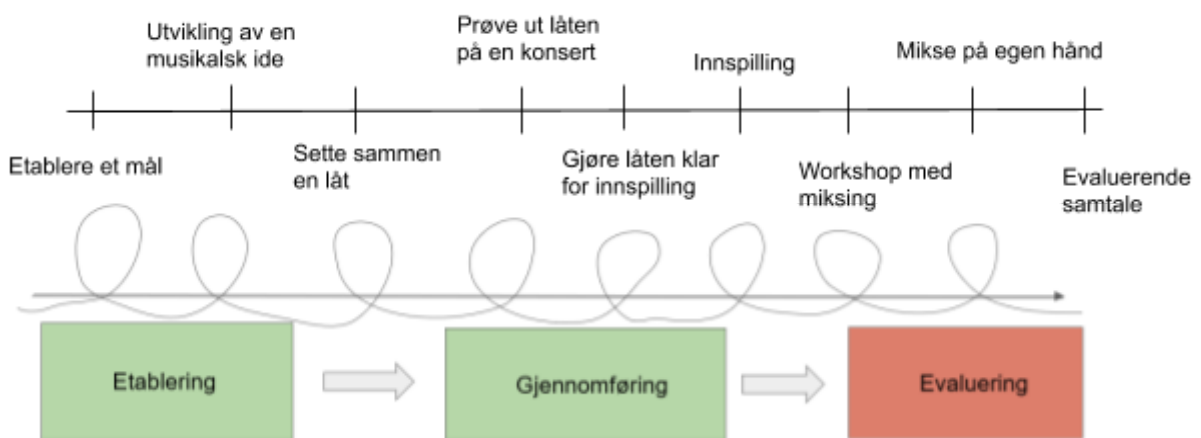 Utvikling av en
musikalsk ide
Prøve ut låten
på en konsert
Innspilling
Mikse på egen hånd
Etablere et mål
Sette sammen
en låt
Gjøre låten klar
for innspilling
Workshop med
miksing
Evaluerende
samtale
Etablering
Gjennomføring
Evaluering